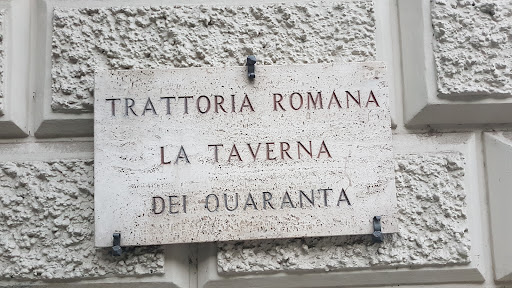 TRATTORIA ROMANA
LA TAVERNA
DEI QUARANTA